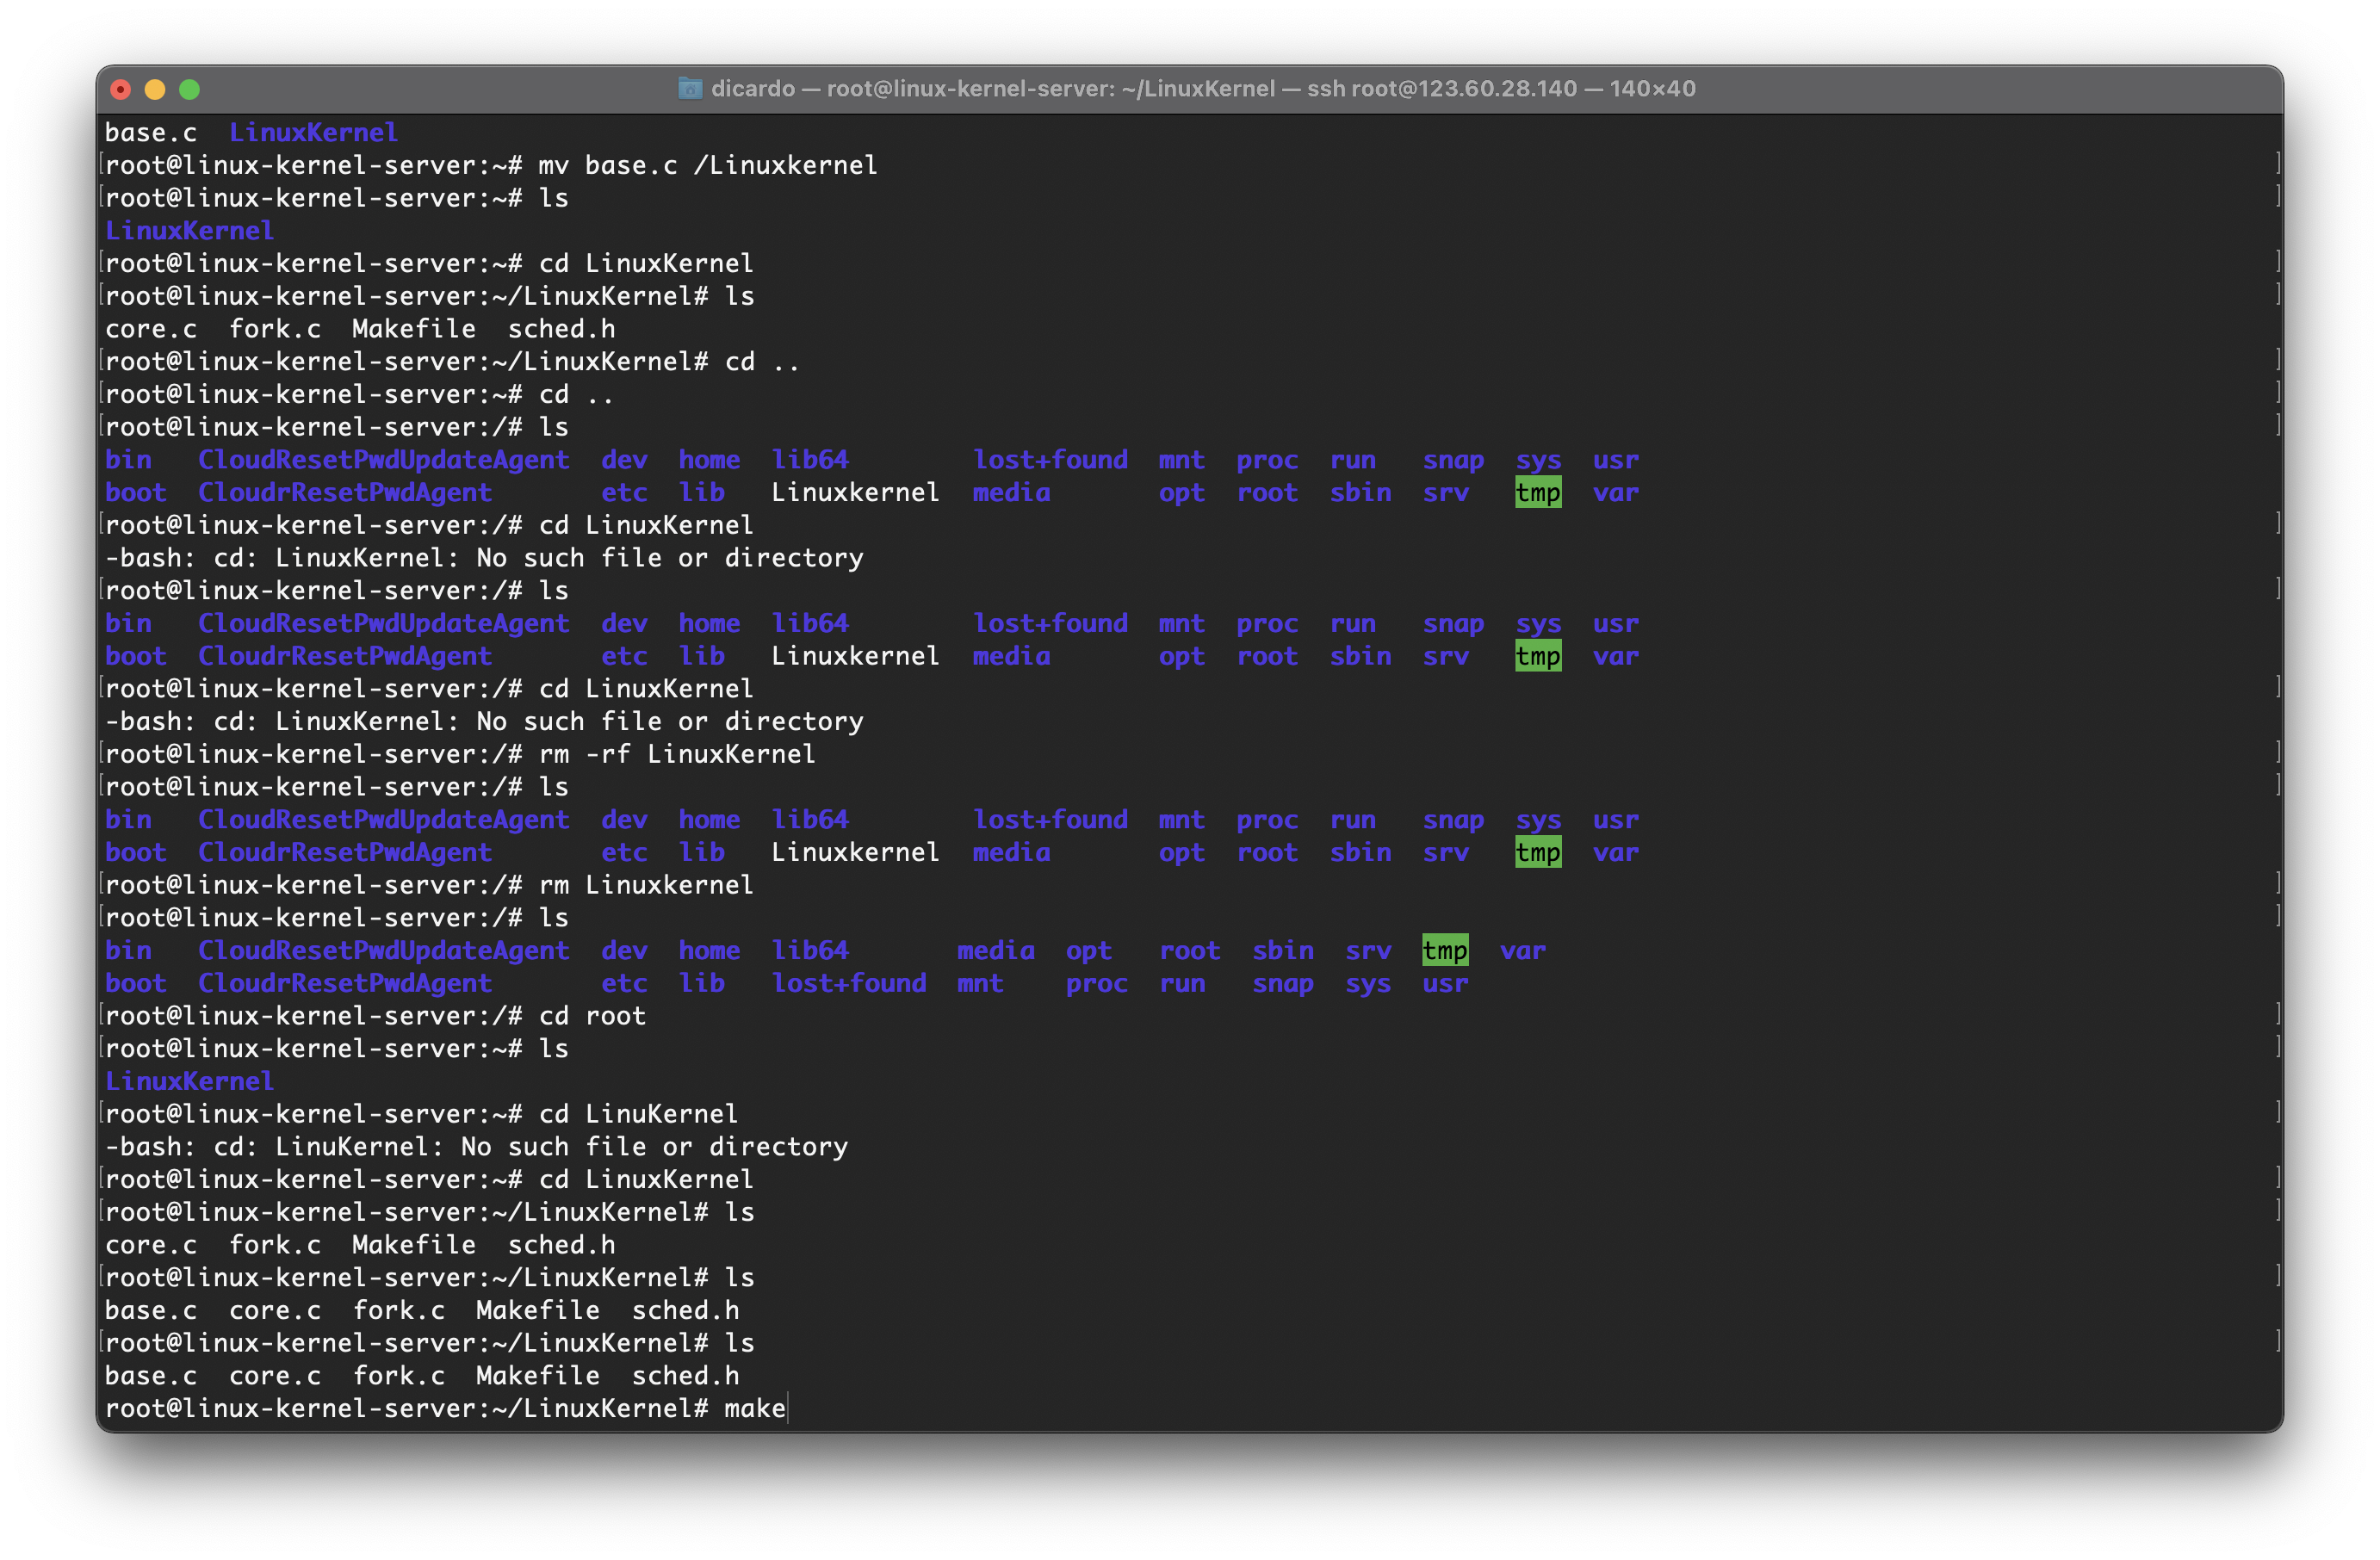 dicardo — root@linux-kernel-server: ~/LinuxKernel — ssh root@123.60.28.140 — 140×40
base.c  LinuxKernel
[root@linux-kernel-server:~# mv base.c /Linuxkernel ]
[root@linux-kernel-server:~# ls ]
LinuxKernel
[root@linux-kernel-server:~# cd LinuxKernel ]
[root@linux-kernel-server:~/LinuxKernel# ls ]
core.c  fork.c  Makefile  sched.h
[root@linux-kernel-server:~/LinuxKernel# cd .. ]
[root@linux-kernel-server:~# cd .. ]
[root@linux-kernel-server:/# ls ]
bin   CloudResetPwdUpdateAgent  dev  home  lib64        lost+found  mnt  proc  run   snap  sys  usr
boot  CloudrResetPwdAgent       etc  lib   Linuxkernel  media       opt  root  sbin  srv   tmp  var
[root@linux-kernel-server:/# cd LinuxKernel ]
-bash: cd: LinuxKernel: No such file or directory
[root@linux-kernel-server:/# ls ]
bin   CloudResetPwdUpdateAgent  dev  home  lib64        lost+found  mnt  proc  run   snap  sys  usr
boot  CloudrResetPwdAgent       etc  lib   Linuxkernel  media       opt  root  sbin  srv   tmp  var
[root@linux-kernel-server:/# cd LinuxKernel ]
-bash: cd: LinuxKernel: No such file or directory
[root@linux-kernel-server:/# rm -rf LinuxKernel ]
[root@linux-kernel-server:/# ls ]
bin   CloudResetPwdUpdateAgent  dev  home  lib64        lost+found  mnt  proc  run   snap  sys  usr
boot  CloudrResetPwdAgent       etc  lib   Linuxkernel  media       opt  root  sbin  srv   tmp  var
[root@linux-kernel-server:/# rm Linuxkernel ]
[root@linux-kernel-server:/# ls ]
bin   CloudResetPwdUpdateAgent  dev  home  lib64       media  opt   root  sbin  srv  tmp  var
boot  CloudrResetPwdAgent       etc  lib   lost+found  mnt    proc  run   snap  sys  usr
[root@linux-kernel-server:/# cd root ]
[root@linux-kernel-server:~# ls ]
LinuxKernel
[root@linux-kernel-server:~# cd LinuKernel ]
-bash: cd: LinuKernel: No such file or directory
[root@linux-kernel-server:~# cd LinuxKernel ]
[root@linux-kernel-server:~/LinuxKernel# ls ]
core.c  fork.c  Makefile  sched.h
[root@linux-kernel-server:~/LinuxKernel# ls ]
base.c  core.c  fork.c  Makefile  sched.h
[root@linux-kernel-server:~/LinuxKernel# ls ]
base.c  core.c  fork.c  Makefile  sched.h
root@linux-kernel-server:~/LinuxKernel# make